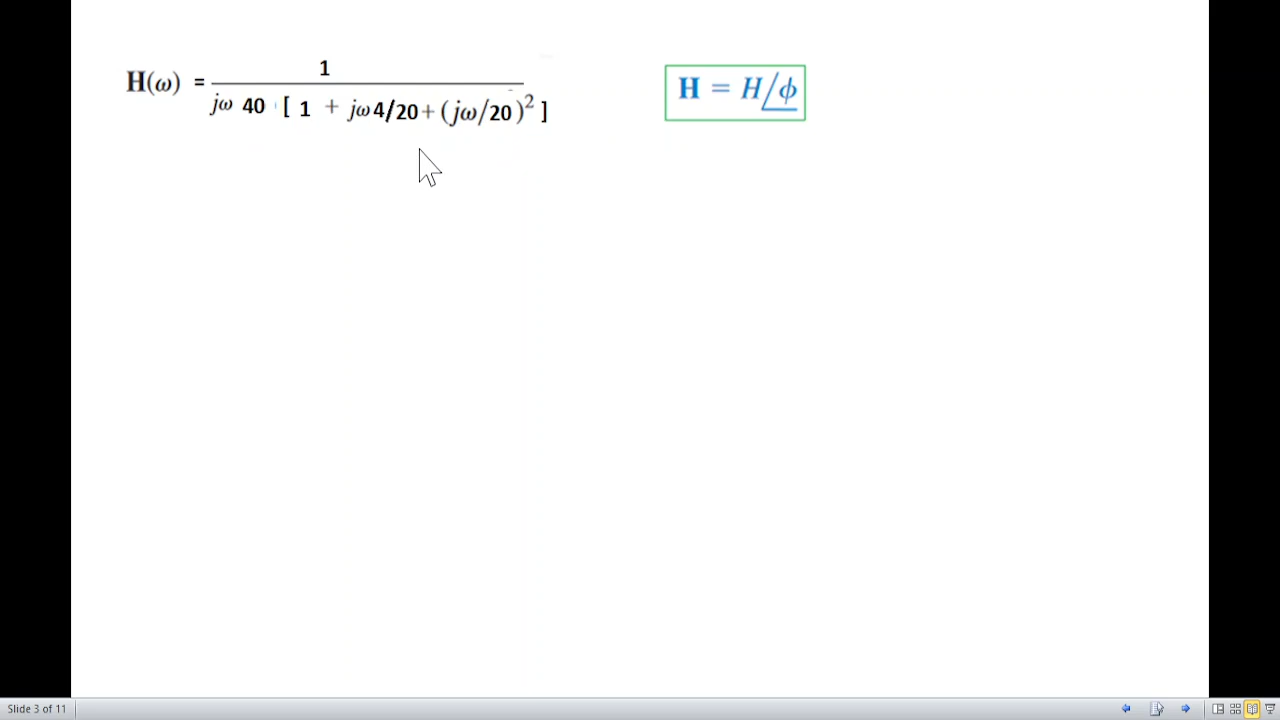 H(ω) = 1
jω 40 [ 1 + jω4/20+(jω/20)² ]
H = H/ϕ
Slide 3 of 11